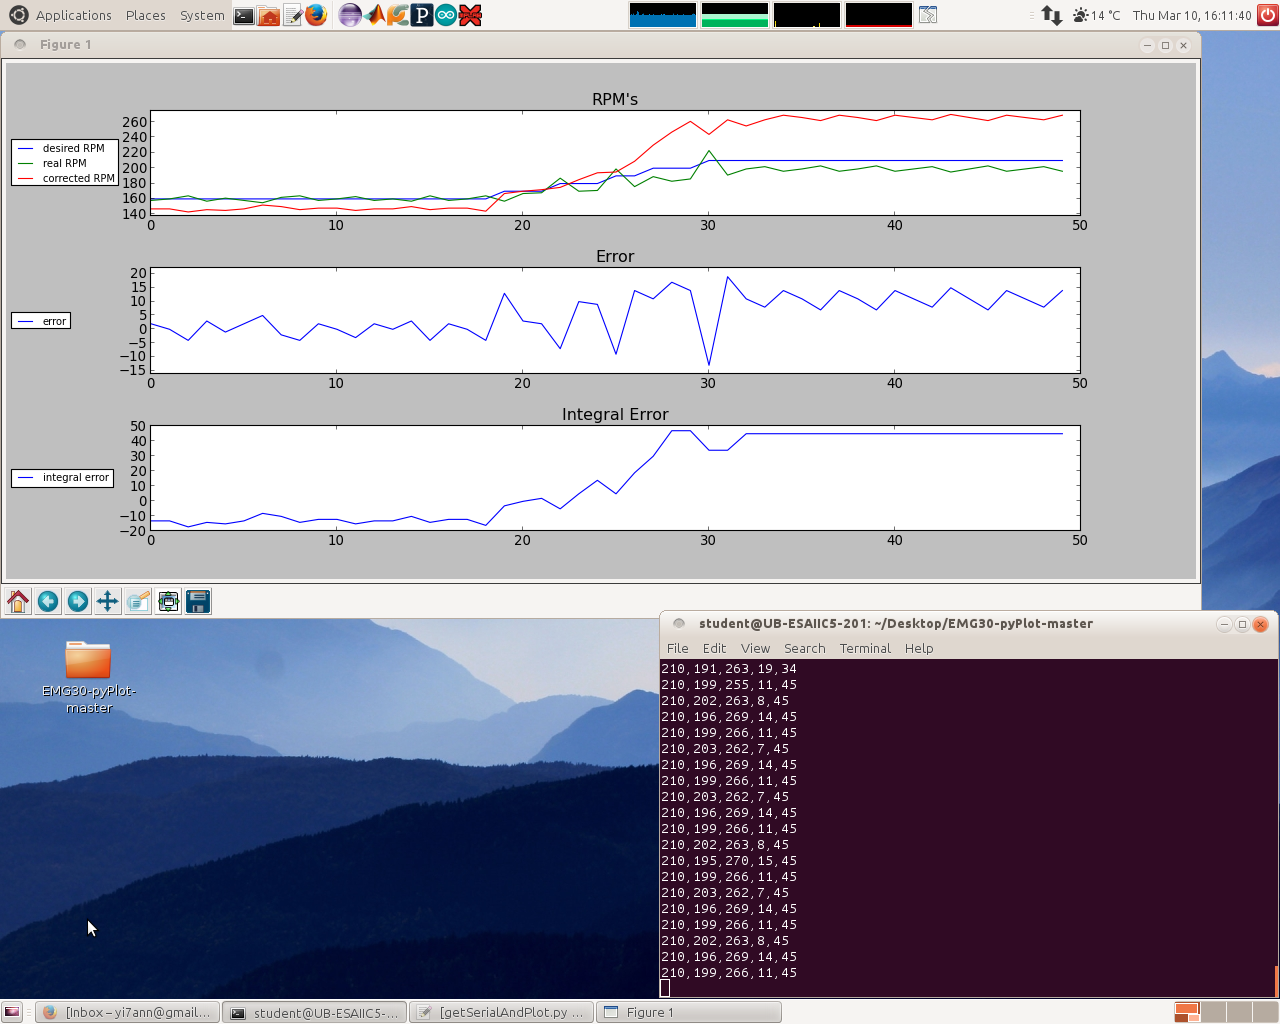 Applications Places System 14 °C Thu Mar 10, 16:11:40
Figure 1
RPM's
desired RPM
real RPM
corrected RPM
260
240
220
200
180
160
140
0 10 20 30 40 50
Error
error
20
15
10
5
0
−5
−10
−15
0 10 20 30 40 50
Integral Error
integral error
50
40
30
20
10
0
−10
−20
0 10 20 30 40 50
EMG30-pyPlot-
master
student@UB-ESAIIC5-201: ~/Desktop/EMG30-pyPlot-master
File Edit View Search Terminal Help
210,191,263,19,34
210,199,255,11,45
210,202,263,8,45
210,196,269,14,45
210,199,266,11,45
210,203,262,7,45
210,196,269,14,45
210,199,266,11,45
210,203,262,7,45
210,196,269,14,45
210,199,266,11,45
210,202,263,8,45
210,195,270,15,45
210,199,266,11,45
210,203,262,7,45
210,196,269,14,45
210,199,266,11,45
210,202,263,8,45
210,196,269,14,45
210,199,266,11,45
[Inbox – yi7ann@gmail... student@UB-ESAIIC5-... [getSerialAndPlot.py ... Figure 1